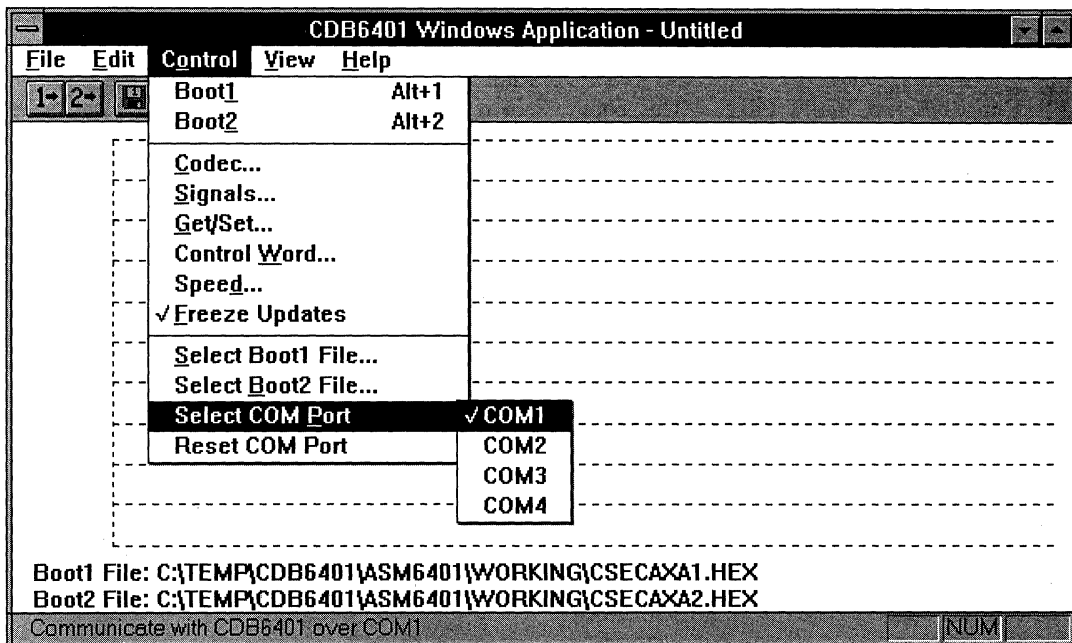 CDB6401 Windows Application - Untitled
File Edit Control View Help
1 2
Boot1 Alt+1
Boot2 Alt+2
Codec...
Signals...
Get/Set...
Control Word...
Speed...
√ Freeze Updates
Select Boot1 File...
Select Boot2 File...
Select COM Port √ COM1
Reset COM Port COM2
COM3
COM4
Boot1 File: C:\TEMP\CDB6401\ASM6401\WORKING\CSECAXA1.HEX
Boot2 File: C:\TEMP\CDB6401\ASM6401\WORKING\CSECAXA2.HEX
Communicate with CDB6401 over COM1 NUM